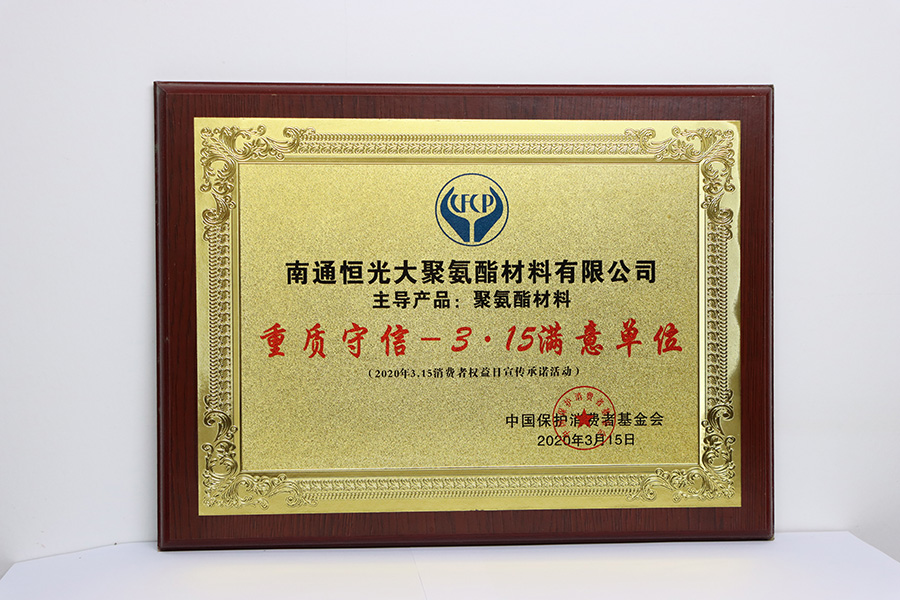 CFCP
南通恒光大聚氨酯材料有限公司
主导产品：聚氨酯材料
重质守信－3·15满意单位
（2020年3.15消费者权益日宣传承诺活动）
中国保护消费者基金会
2020年3月15日